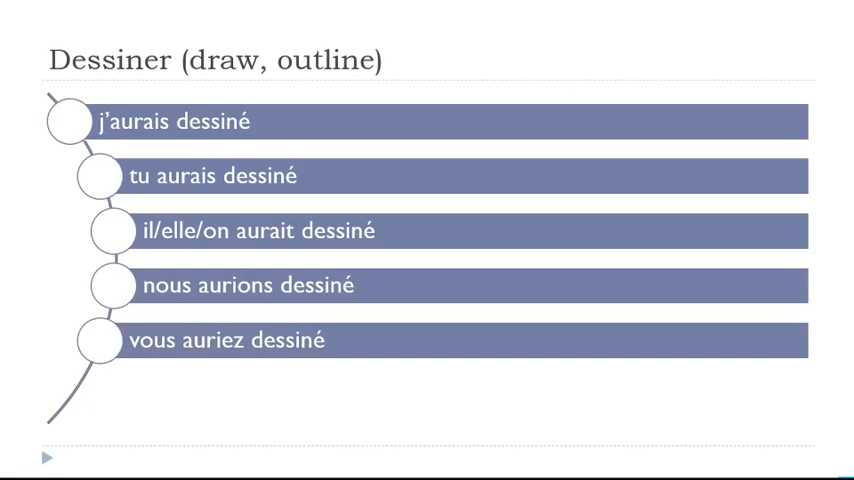 Dessiner (draw, outline)
j’aurais dessiné
tu aurais dessiné
il/elle/on aurait dessiné
nous aurions dessiné
vous auriez dessiné